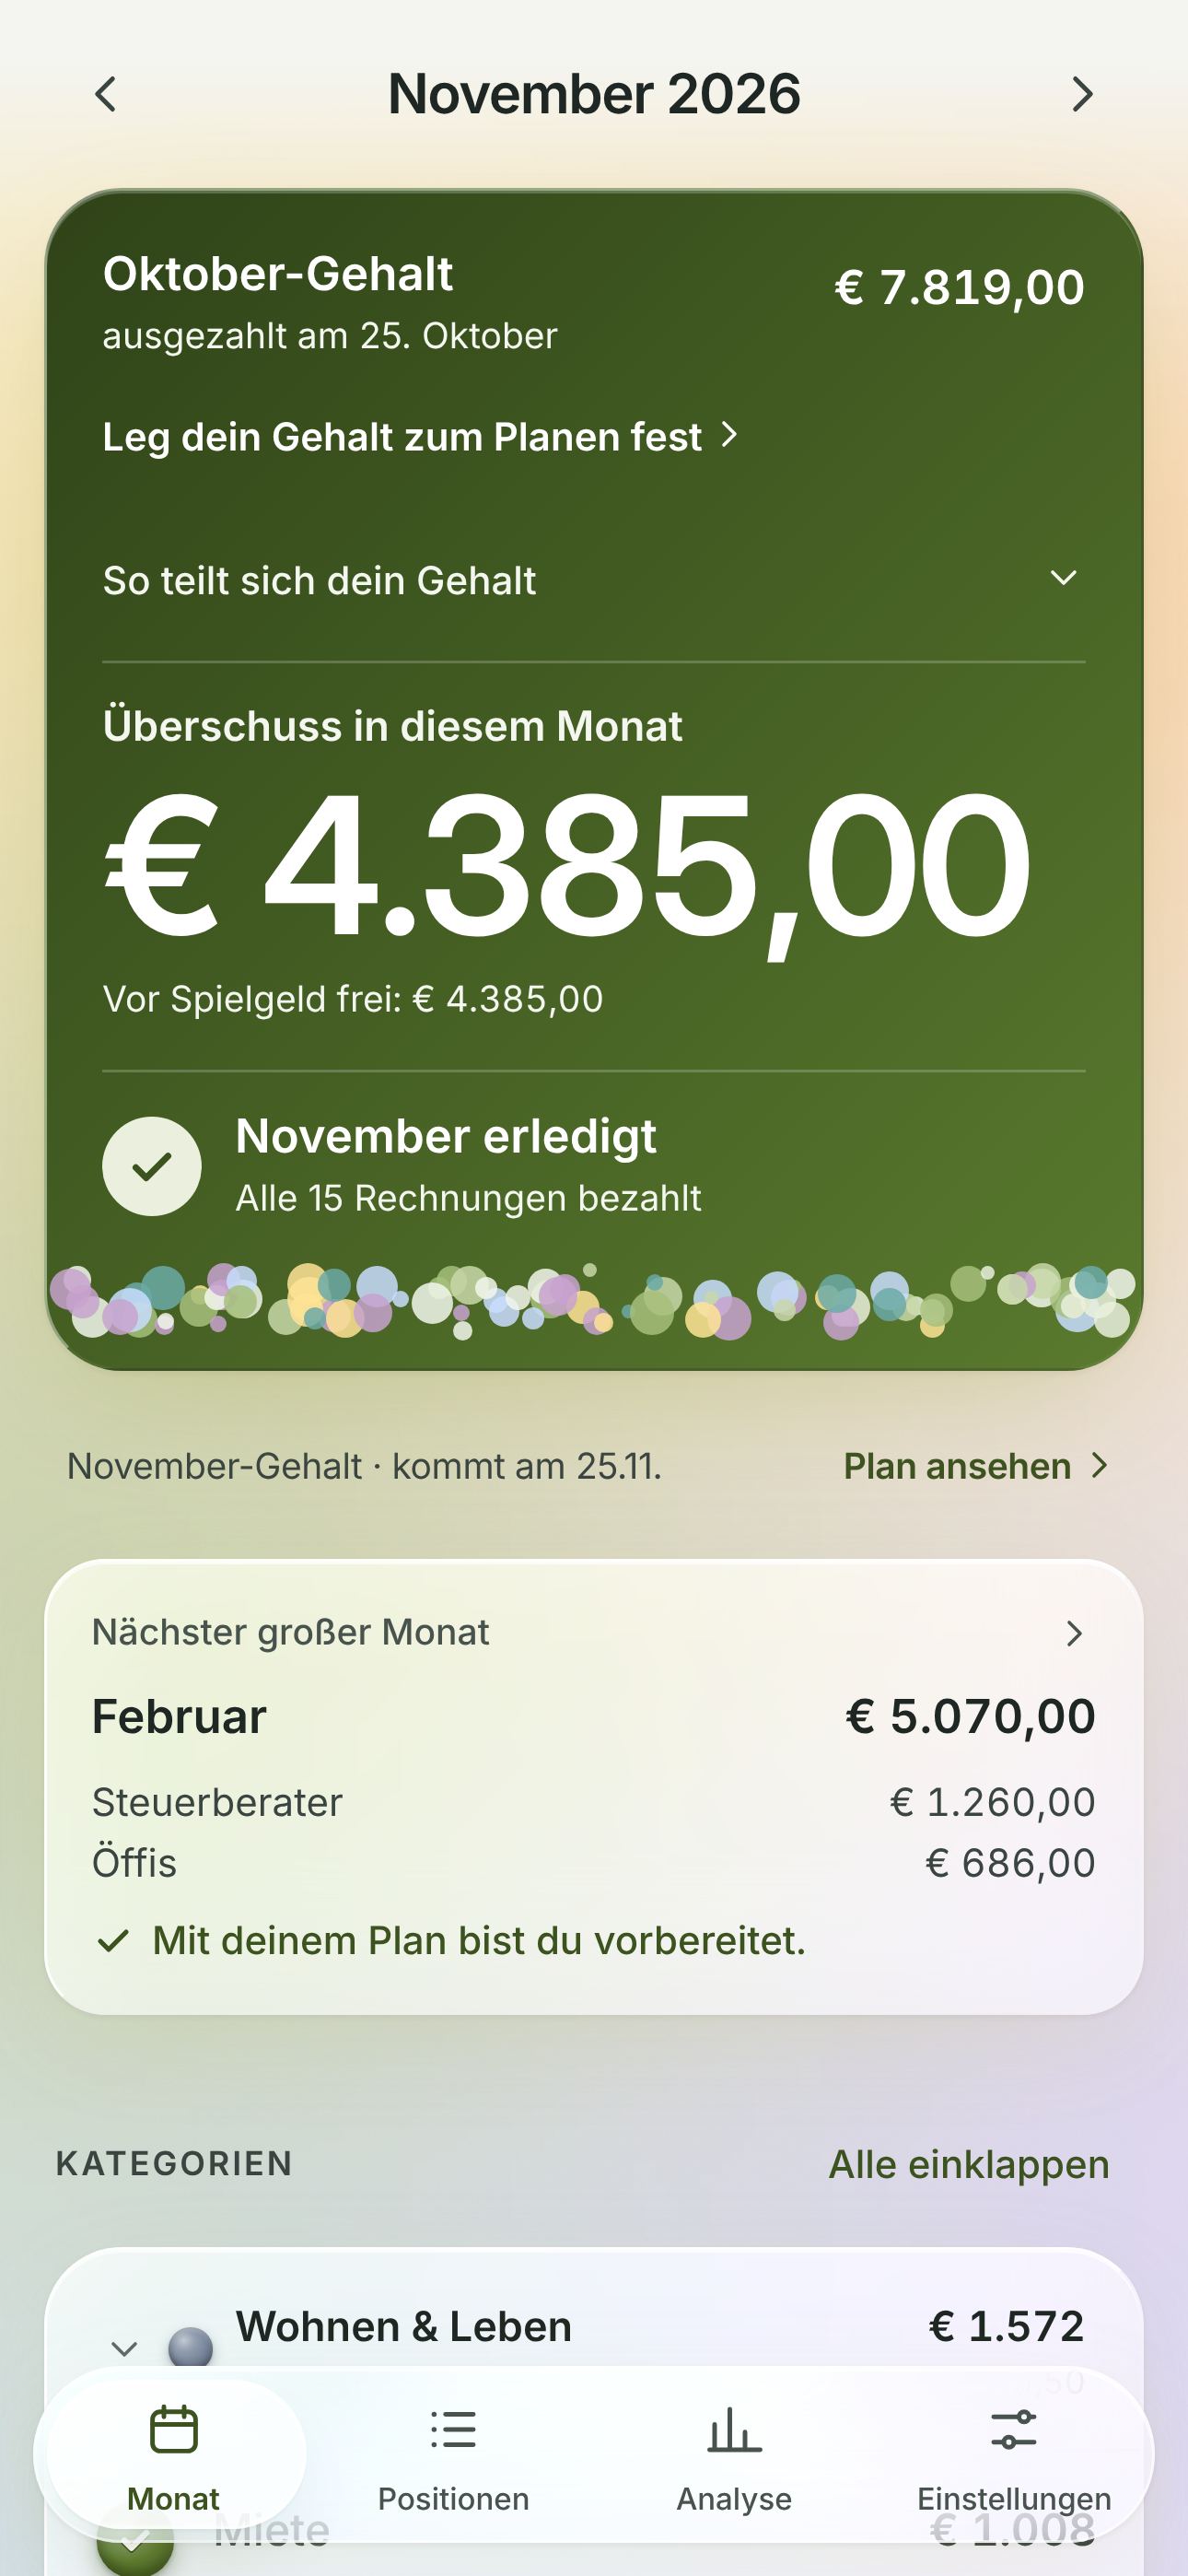 November 2026
Oktober-Gehalt
€ 7.819,00
ausgezahlt am 25. Oktober
Leg dein Gehalt zum Planen fest
So teilt sich dein Gehalt
Überschuss in diesem Monat
€ 4.385,00
Vor Spielgeld frei: € 4.385,00
November erledigt
Alle 15 Rechnungen bezahlt
November-Gehalt · kommt am 25.11.
Plan ansehen
Nächster großer Monat
Februar
€ 5.070,00
Steuerberater
€ 1.260,00
Öffis
€ 686,00
Mit deinem Plan bist du vorbereitet.
KATEGORIEN
Alle einklappen
Wohnen & Leben
€ 1.572
Monat
Positionen
Analyse
Einstellungen
Miete
€ 1.008